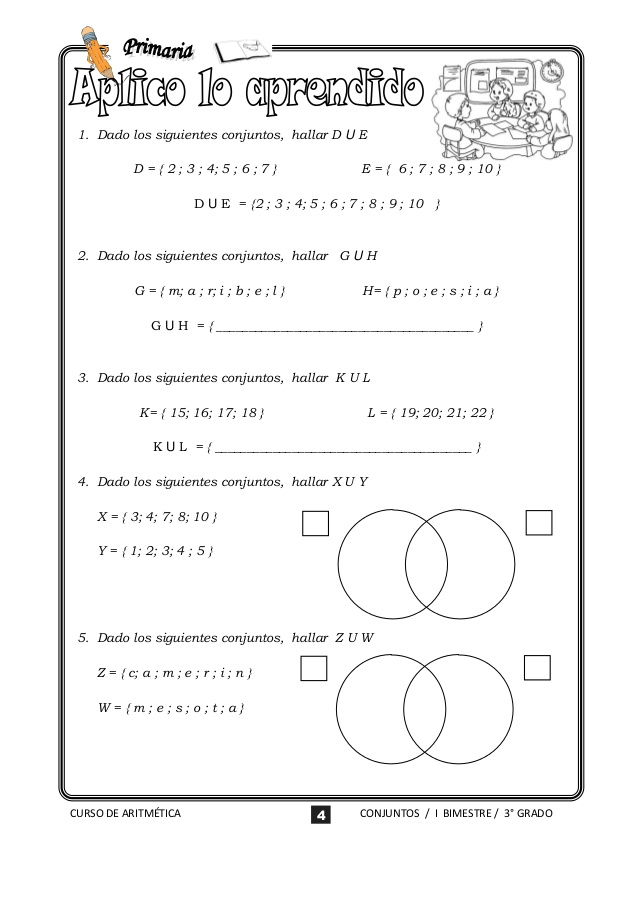 Primaria
Aplico lo aprendido
1. Dado los siguientes conjuntos, hallar D U E
D = { 2 ; 3 ; 4; 5 ; 6 ; 7 } E = { 6 ; 7 ; 8 ; 9 ; 10 }
D U E = {2 ; 3 ; 4; 5 ; 6 ; 7 ; 8 ; 9 ; 10 }
2. Dado los siguientes conjuntos, hallar G U H
G = { m; a ; r; i ; b ; e ; l } H= { p ; o ; e ; s ; i ; a }
G U H = { ____________________________________ }
3. Dado los siguientes conjuntos, hallar K U L
K= { 15; 16; 17; 18 } L = { 19; 20; 21; 22 }
K U L = { ____________________________________ }
4. Dado los siguientes conjuntos, hallar X U Y
X = { 3; 4; 7; 8; 10 }
Y = { 1; 2; 3; 4 ; 5 }
5. Dado los siguientes conjuntos, hallar Z U W
Z = { c; a ; m ; e ; r ; i ; n }
W = { m ; e ; s ; o ; t ; a }
CURSO DE ARITMÉTICA 4 CONJUNTOS / I BIMESTRE / 3° GRADO